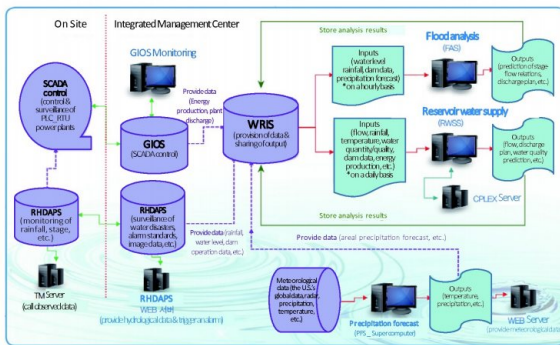 On Site
Integrated Management Center
Store analysis results
GIOS Monitoring
SCADA
control
(control &
surveillance of
PLC_RTU
power plants
GIOS
(SCADA control)
Provide data
(Energy
production, plant
discharge)
WRIS
(provision of data &
sharing of output)
Inputs
(waterlevel
rainfall, dam data,
precipitation forecast)
*on a hourly basis
Flood analysis
(FAS)
Outputs
(prediction of stage
flow relations,
discharge plan, etc.)
Inputs
(flow, rainfall,
temperature, water
quantity/quality,
dam data, energy
production, etc.)
*on a daily basis
Reservoir water supply
(RWSS)
Outputs
(flow, discharge
plan, water quality
prediction, etc.)
CPLEX Server
Store analysis results
RHDAPS
(monitoring of
rainfall, stage,
etc.)
RHDAPS
(surveillance
of water disasters,
alarm standards,
image data, etc.)
Provide data (rainfall,
water level, dam
operation data, etc.)
Provide data (areal precipitation forecast, etc.)
TM Server
(call observed data)
RHDAPS
WEB 서버
(provide hydrological data & trigger an alarm)
Meteorological
data (the U.S.'s
global data, radar,
precipitation,
temperature, etc.)
Precipitation forecast
(PPS_Supercomputer)
Outputs
(temperature,
precipitation, etc.)
WEB Server
(provide meteorological data)